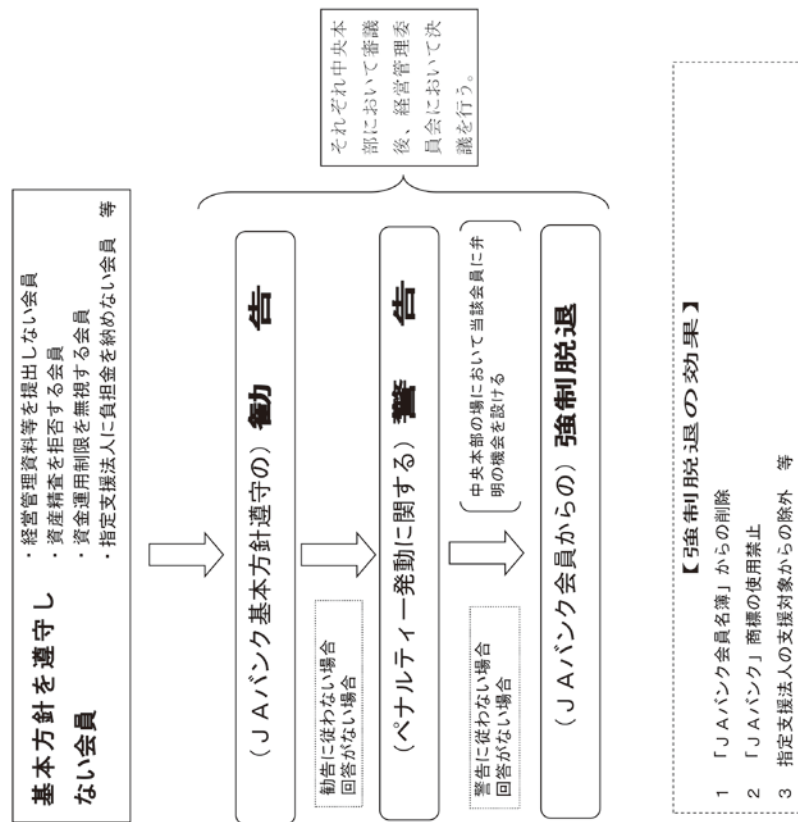 基本方針を遵守し
ない会員
・経営管理資料等を提出しない会員
・資産精査を拒否する会員
・資金運用制限を無視する会員
・指定支援法人に負担金を納めない会員　等
(ＪＡバンク基本方針遵守の) 勧　告
勧告に従わない場合
回答がない場合
(ペナルティー発動に関する) 警　告
警告に従わない場合
回答がない場合
中央本部の場において当該会員に弁
明の機会を設ける
(ＪＡバンク会員からの) 強制脱退
それぞれ中央本
部において審議
後、経営管理委
員会において決
議を行う。
【強制脱退の効果】
1　「ＪＡバンク会員名簿」からの削除
2　「ＪＡバンク」商標の使用禁止
3　指定支援法人の支援対象からの除外　等